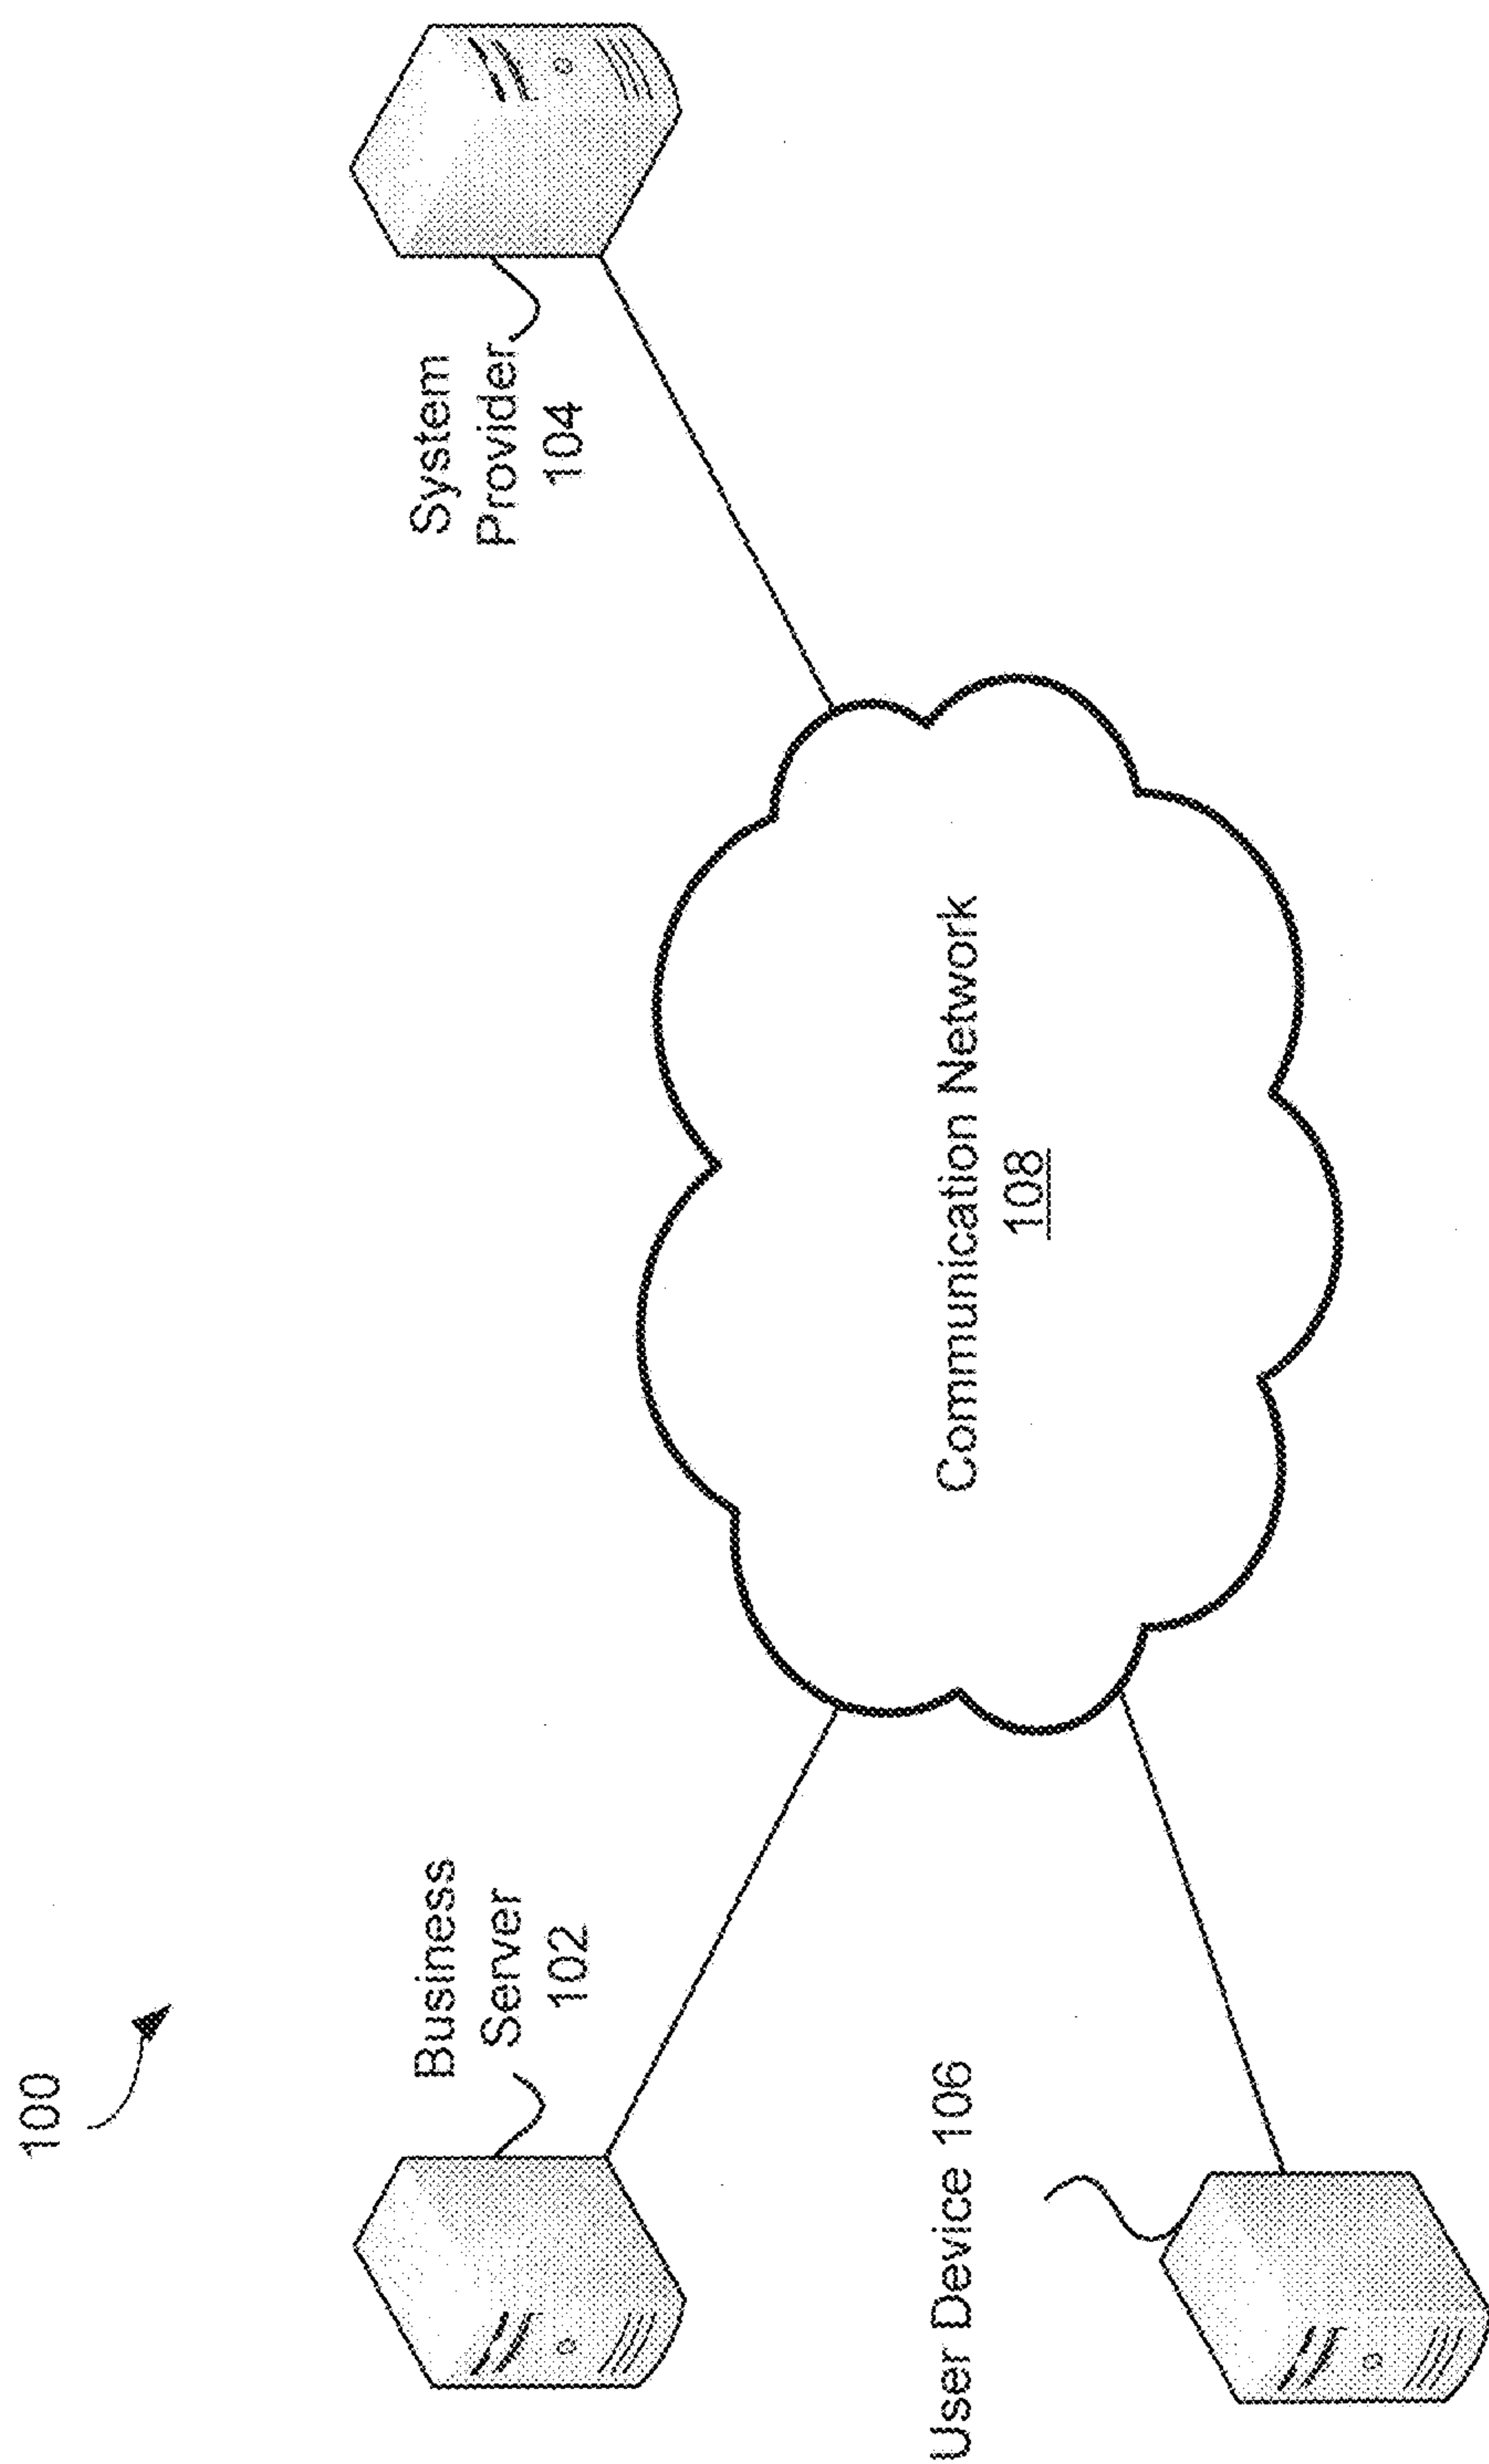 100
Business
Server
102
System
Provider
104
User Device 106
Communication Network
108